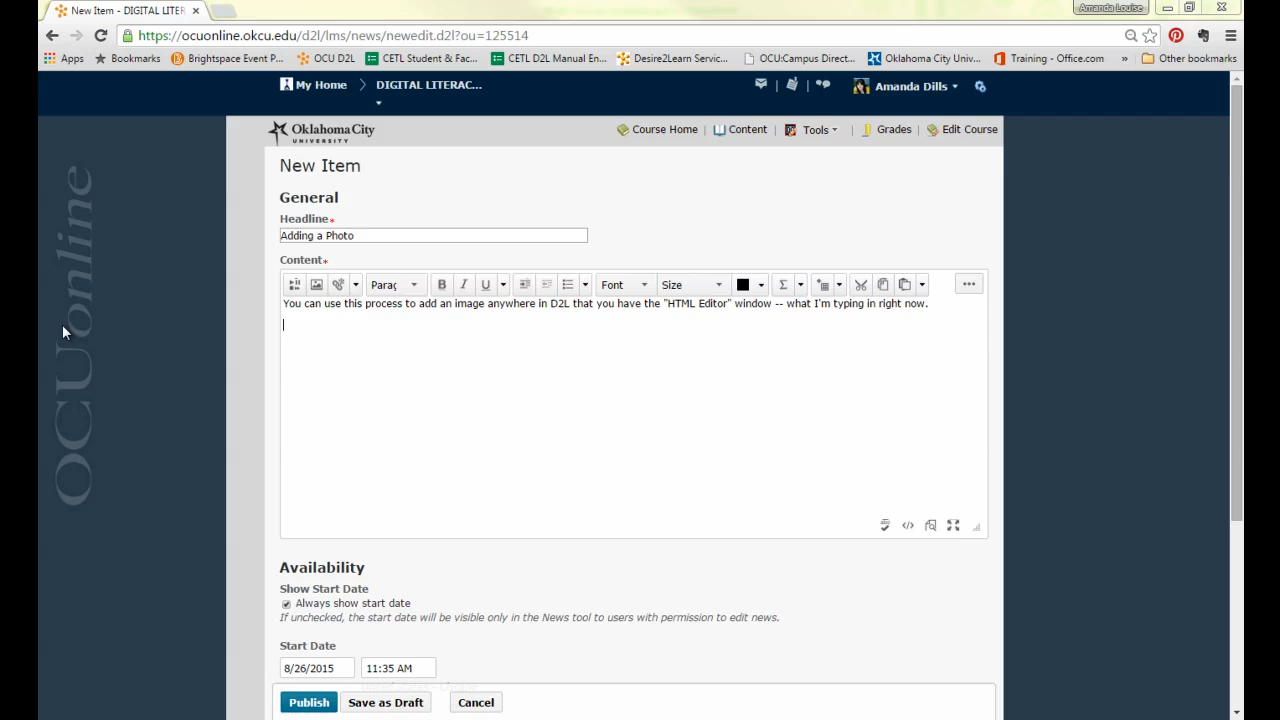 New Item - DIGITAL LITER
Amanda Louise
https://ocuonline.okcu.edu/d2l/lms/news/newedit.d2l?ou=125514
Apps Bookmarks Brightspace Event P... OCU D2L CETL Student & Fac... CETL D2L Manual En... Desire2Learn Servic... OCU:Campus Direct... Oklahoma City Univ... Training - Office.com » Other bookmarks
My Home DIGITAL LITERAC... Amanda Dills
Oklahoma City
UNIVERSITY
Course Home Content Tools Grades Edit Course
OCUonline
New Item
General
Headline*
Adding a Photo
Content*
Parag Font Size
You can use this process to add an image anywhere in D2L that you have the "HTML Editor" window -- what I'm typing in right now.
Availability
Show Start Date
Always show start date
If unchecked, the start date will be visible only in the News tool to users with permission to edit news.
Start Date
8/26/2015 11:35 AM
Publish Save as Draft Cancel